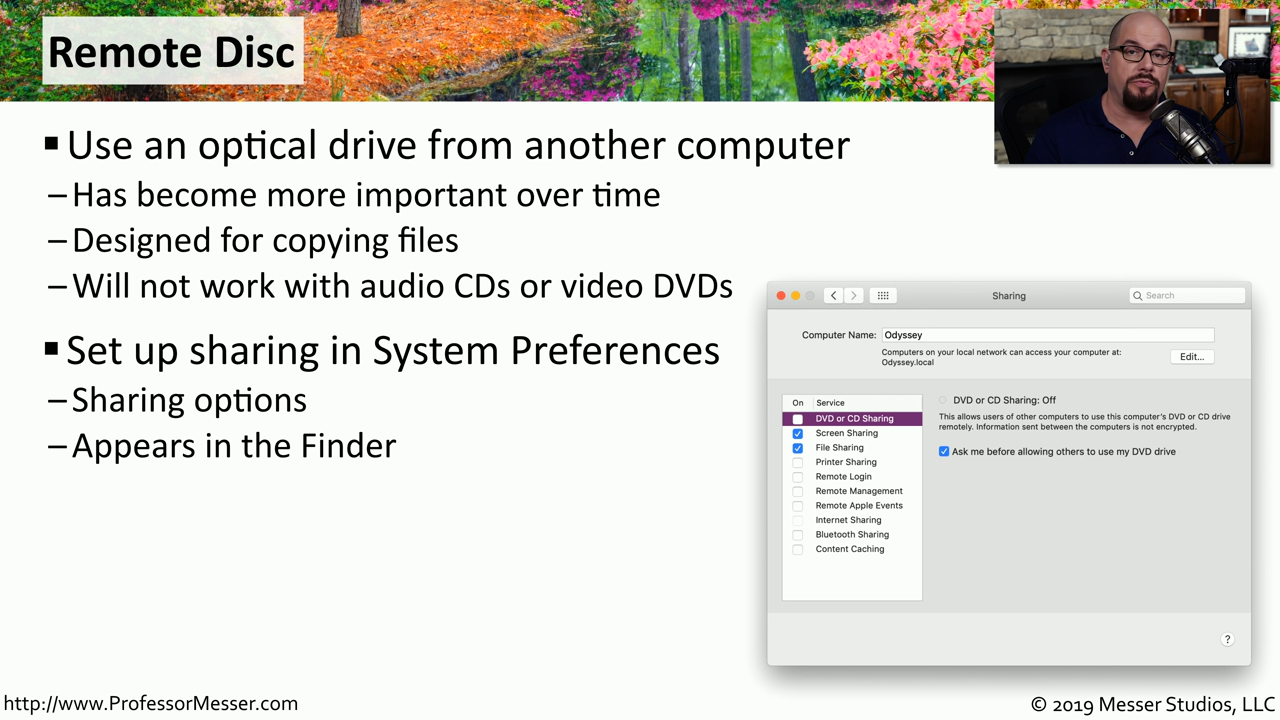 Remote Disc
▪ Use an optical drive from another computer
– Has become more important over time
– Designed for copying files
– Will not work with audio CDs or video DVDs
▪ Set up sharing in System Preferences
– Sharing options
– Appears in the Finder
Sharing
Search
Computer Name: Odyssey
Computers on your local network can access your computer at:
Odyssey.local
Edit...
On Service
DVD or CD Sharing
Screen Sharing
File Sharing
Printer Sharing
Remote Login
Remote Management
Remote Apple Events
Internet Sharing
Bluetooth Sharing
Content Caching
DVD or CD Sharing: Off
This allows users of other computers to use this computer's DVD or CD drive
remotely. Information sent between the computers is not encrypted.
Ask me before allowing others to use my DVD drive
?
http://www.ProfessorMesser.com
© 2019 Messer Studios, LLC